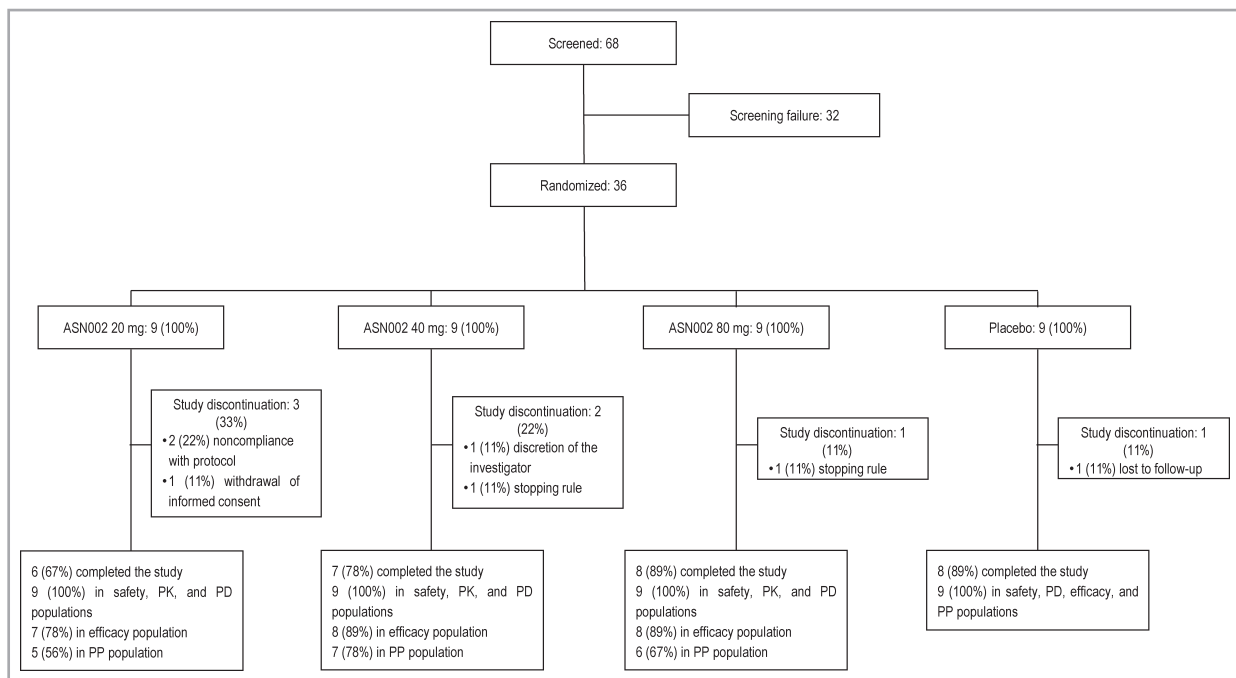 Screened: 68
Screening failure: 32
Randomized: 36
ASN002 20 mg: 9 (100%)
ASN002 40 mg: 9 (100%)
ASN002 80 mg: 9 (100%)
Placebo: 9 (100%)
Study discontinuation: 3
(33%)
•2 (22%) noncompliance
with protocol
•1 (11%) withdrawal of
informed consent
Study discontinuation: 2
(22%)
•1 (11%) discretion of the
investigator
•1 (11%) stopping rule
Study discontinuation: 1
(11%)
•1 (11%) stopping rule
Study discontinuation: 1
(11%)
•1 (11%) lost to follow-up
6 (67%) completed the study
9 (100%) in safety, PK, and PD
populations
7 (78%) in efficacy population
5 (56%) in PP population
7 (78%) completed the study
9 (100%) in safety, PK, and PD
populations
8 (89%) in efficacy population
7 (78%) in PP population
8 (89%) completed the study
9 (100%) in safety, PK, and PD
populations
8 (89%) in efficacy population
6 (67%) in PP population
8 (89%) completed the study
9 (100%) in safety, PD, efficacy, and
PP populations